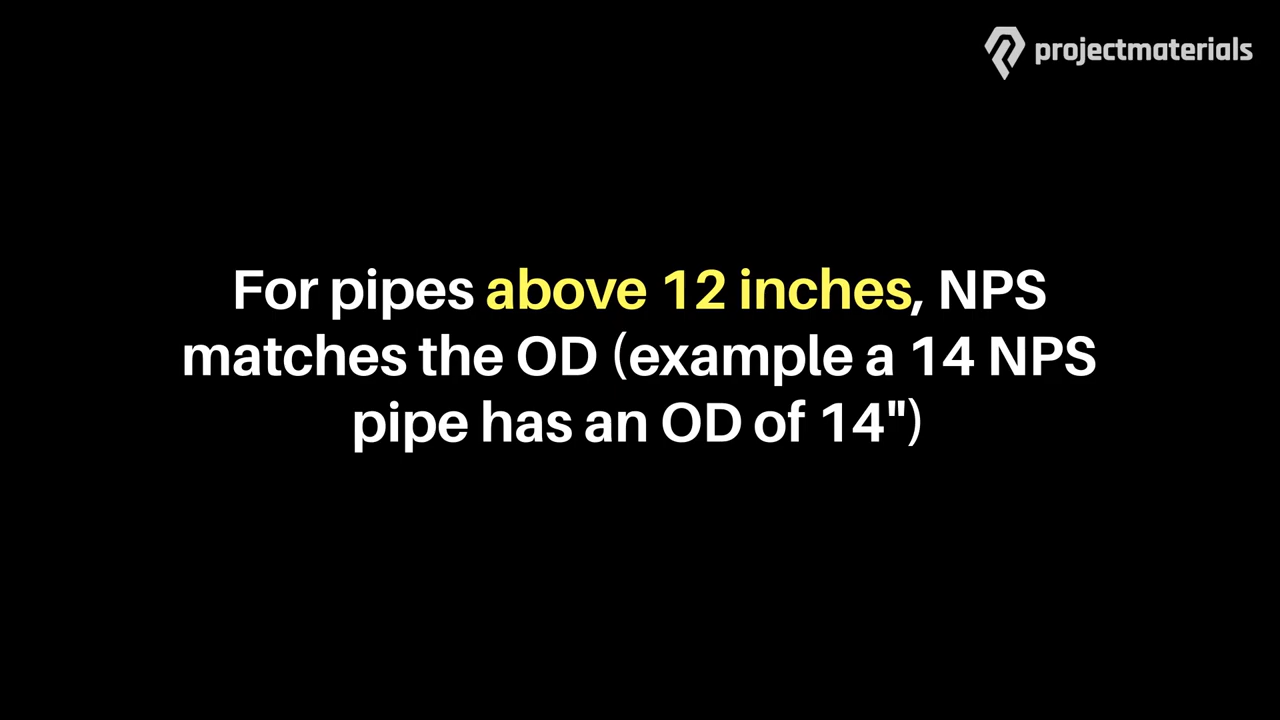 projectmaterials
For pipes above 12 inches, NPS
matches the OD (example a 14 NPS
pipe has an OD of 14")